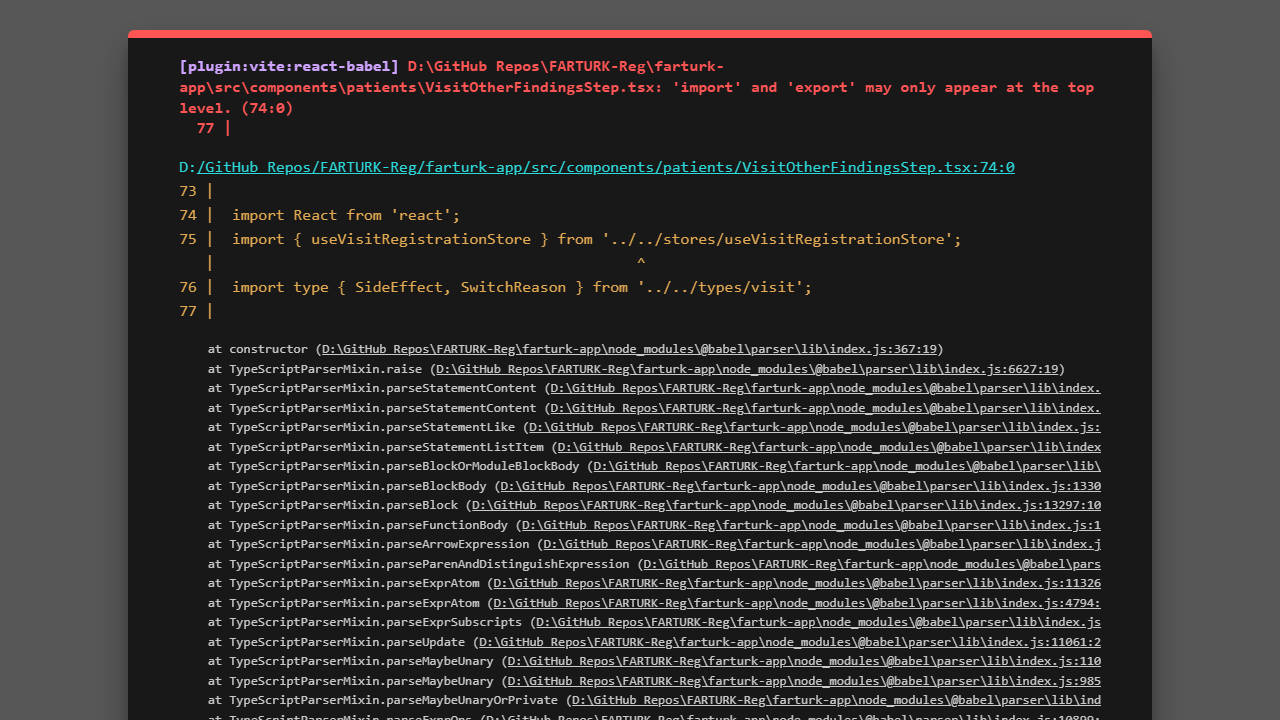 [plugin:vite:react-babel] D:\GitHub Repos\FARTURK-Reg\farturk-
app\src\components\patients\VisitOtherFindingsStep.tsx: 'import' and 'export' may only appear at the top
level. (74:0)
  77 |
D:/GitHub Repos/FARTURK-Reg/farturk-app/src/components/patients/VisitOtherFindingsStep.tsx:74:0
73 |
74 |  import React from 'react';
75 |  import { useVisitRegistrationStore } from '../../stores/useVisitRegistrationStore';
   |                                                ^
76 |  import type { SideEffect, SwitchReason } from '../../types/visit';
77 |
at constructor (D:\GitHub Repos\FARTURK-Reg\farturk-app\node_modules\@babel\parser\lib\index.js:367:19)
at TypeScriptParserMixin.raise (D:\GitHub Repos\FARTURK-Reg\farturk-app\node_modules\@babel\parser\lib\index.js:6627:19)
at TypeScriptParserMixin.parseStatementContent (D:\GitHub Repos\FARTURK-Reg\farturk-app\node_modules\@babel\parser\lib\index.
at TypeScriptParserMixin.parseStatementContent (D:\GitHub Repos\FARTURK-Reg\farturk-app\node_modules\@babel\parser\lib\index.
at TypeScriptParserMixin.parseStatementLike (D:\GitHub Repos\FARTURK-Reg\farturk-app\node_modules\@babel\parser\lib\index.js:
at TypeScriptParserMixin.parseStatementListItem (D:\GitHub Repos\FARTURK-Reg\farturk-app\node_modules\@babel\parser\lib\index
at TypeScriptParserMixin.parseBlockOrModuleBlockBody (D:\GitHub Repos\FARTURK-Reg\farturk-app\node_modules\@babel\parser\lib\
at TypeScriptParserMixin.parseBlockBody (D:\GitHub Repos\FARTURK-Reg\farturk-app\node_modules\@babel\parser\lib\index.js:1330
at TypeScriptParserMixin.parseBlock (D:\GitHub Repos\FARTURK-Reg\farturk-app\node_modules\@babel\parser\lib\index.js:13297:10
at TypeScriptParserMixin.parseFunctionBody (D:\GitHub Repos\FARTURK-Reg\farturk-app\node_modules\@babel\parser\lib\index.js:1
at TypeScriptParserMixin.parseArrowExpression (D:\GitHub Repos\FARTURK-Reg\farturk-app\node_modules\@babel\parser\lib\index.j
at TypeScriptParserMixin.parseParenAndDistinguishExpression (D:\GitHub Repos\FARTURK-Reg\farturk-app\node_modules\@babel\pars
at TypeScriptParserMixin.parseExprAtom (D:\GitHub Repos\FARTURK-Reg\farturk-app\node_modules\@babel\parser\lib\index.js:11326
at TypeScriptParserMixin.parseExprAtom (D:\GitHub Repos\FARTURK-Reg\farturk-app\node_modules\@babel\parser\lib\index.js:4794:
at TypeScriptParserMixin.parseExprSubscripts (D:\GitHub Repos\FARTURK-Reg\farturk-app\node_modules\@babel\parser\lib\index.js
at TypeScriptParserMixin.parseUpdate (D:\GitHub Repos\FARTURK-Reg\farturk-app\node_modules\@babel\parser\lib\index.js:11061:2
at TypeScriptParserMixin.parseMaybeUnary (D:\GitHub Repos\FARTURK-Reg\farturk-app\node_modules\@babel\parser\lib\index.js:110
at TypeScriptParserMixin.parseMaybeUnary (D:\GitHub Repos\FARTURK-Reg\farturk-app\node_modules\@babel\parser\lib\index.js:985
at TypeScriptParserMixin.parseMaybeUnaryOrPrivate (D:\GitHub Repos\FARTURK-Reg\farturk-app\node_modules\@babel\parser\lib\ind
at TypeScriptParserMixin.parseExprOps (D:\GitHub Repos\FARTURK-Reg\farturk-app\node_modules\@babel\parser\lib\index.js:10899: